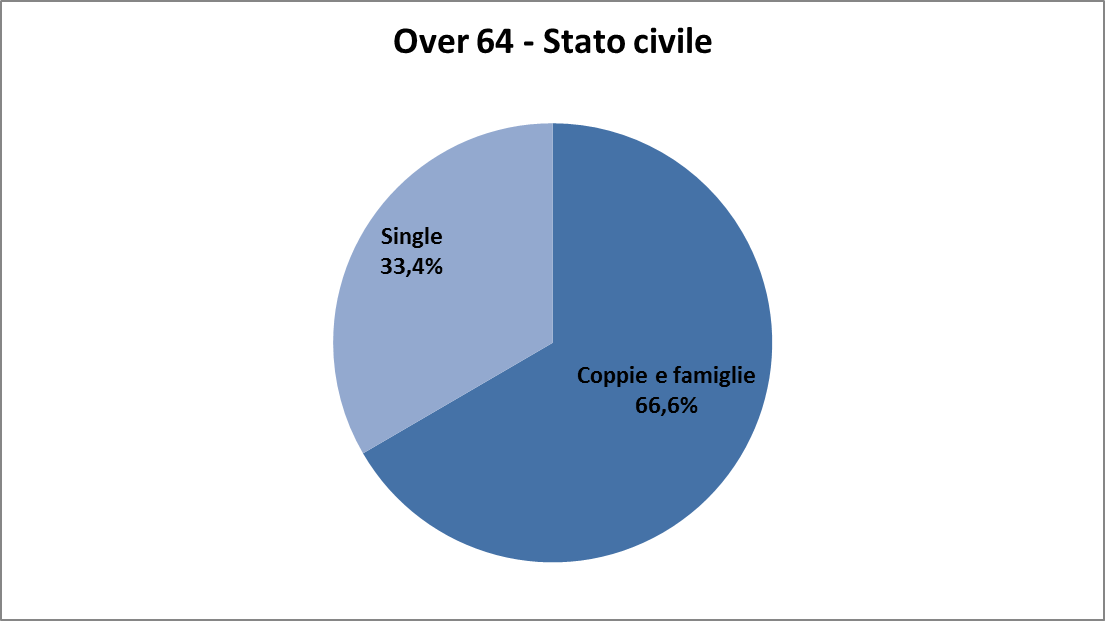 Over 64 - Stato civile
Single
33,4%
Coppie e famiglie
66,6%